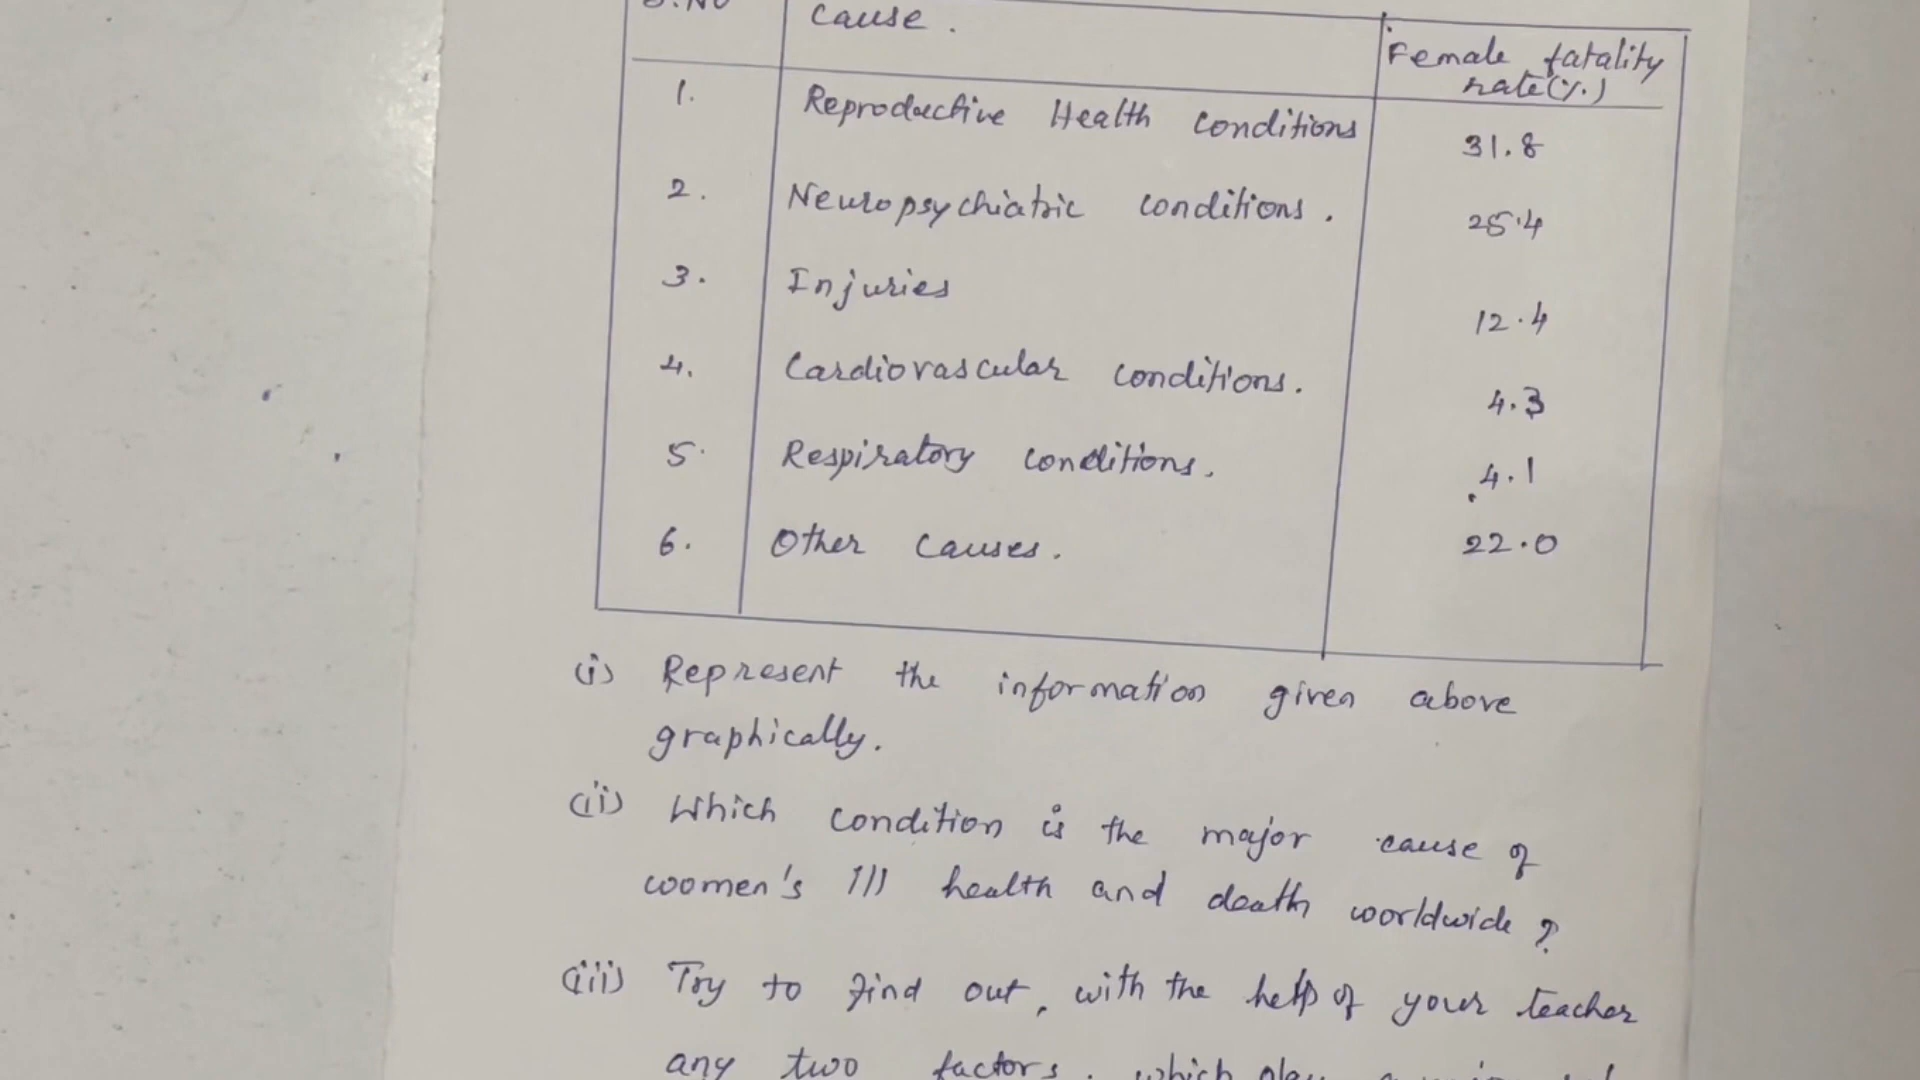 S.No Cause. Female fatality rate(%)
1. Reproductive Health Conditions 31.8
2. Neuropsychiatric conditions. 25.4
3. Injuries 12.4
4. Cardiovascular conditions. 4.3
5. Respiratory conditions. 4.1
6. Other causes. 22.0
(i) Represent the information given above
graphically.
(ii) Which condition is the major cause of
women's ill health and death worldwide?
(iii) Try to find out, with the help of your teacher
any two factors, which play a